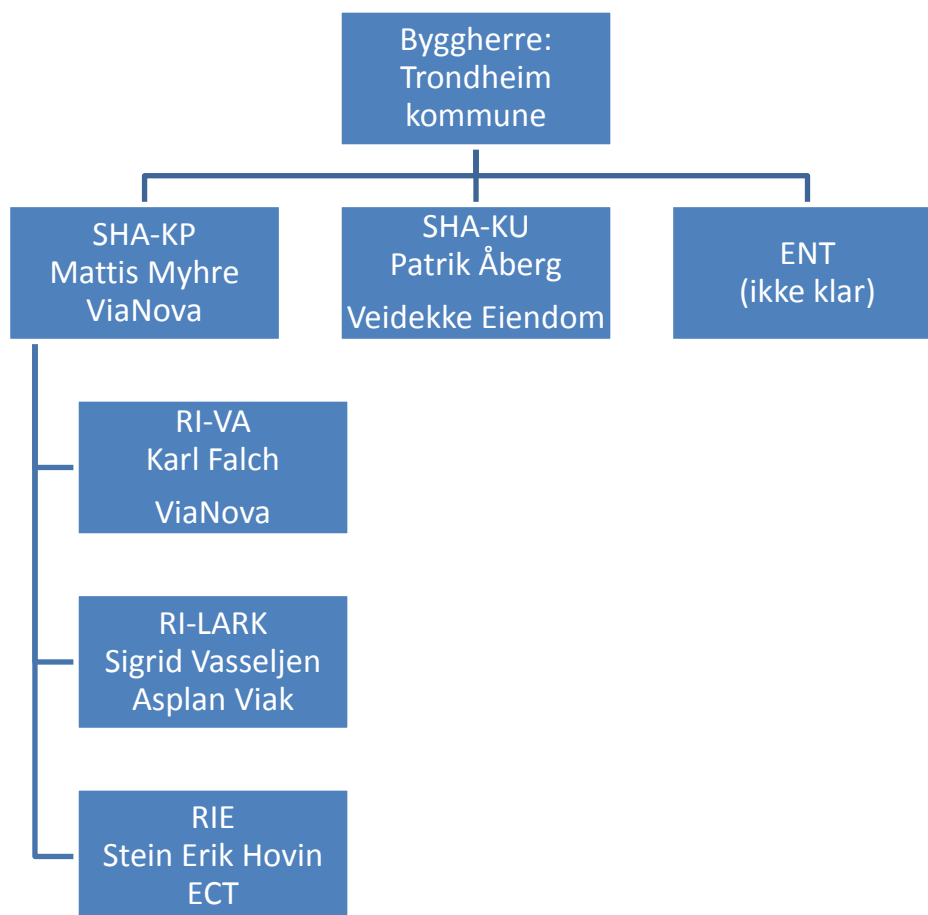 Byggherre:
Trondheim
kommune
SHA-KP
Mattis Myhre
ViaNova
SHA-KU
Patrik Åberg
Veidekke Eiendom
ENT
(ikke klar)
RI-VA
Karl Falch
ViaNova
RI-LARK
Sigrid Vasseljen
Asplan Viak
RIE
Stein Erik Hovin
ECT